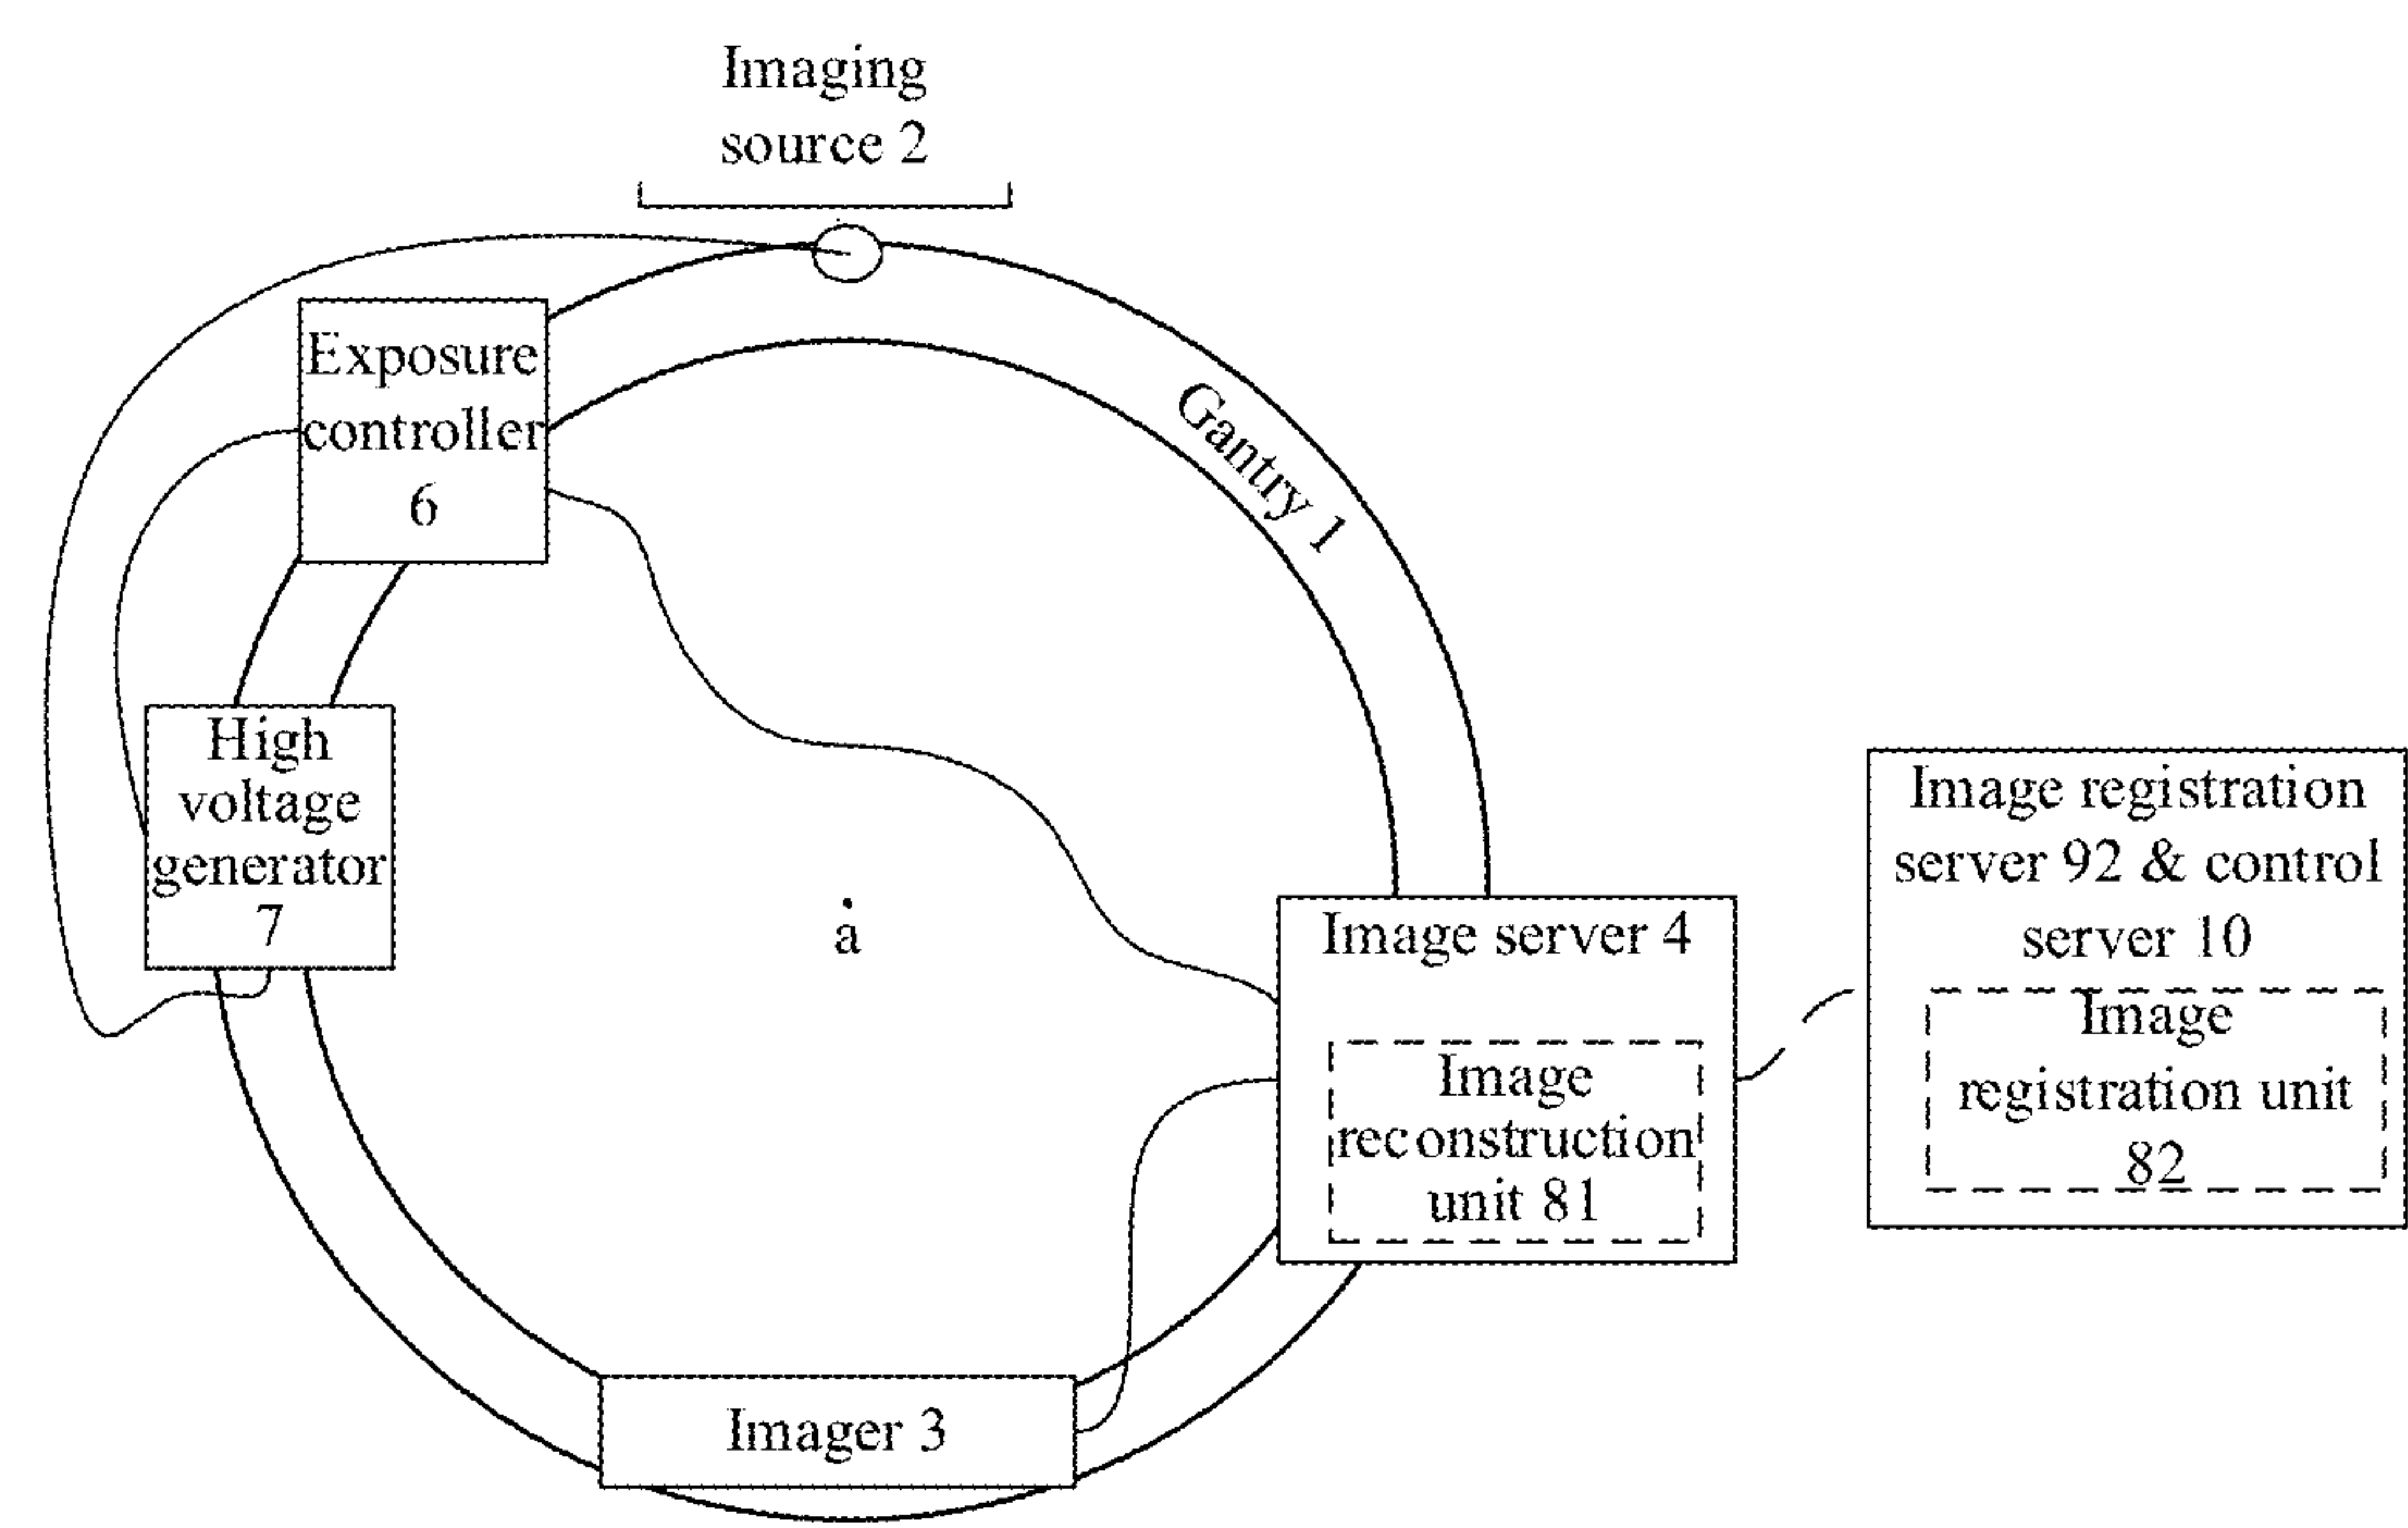 Imaging
source 2
Exposure
controller
6
Gantry 1
High
voltage
generator
7
a
Image server 4
Image
reconstruction
unit 81
Image registration
server 92 & control
server 10
Image
registration unit
82
Imager 3